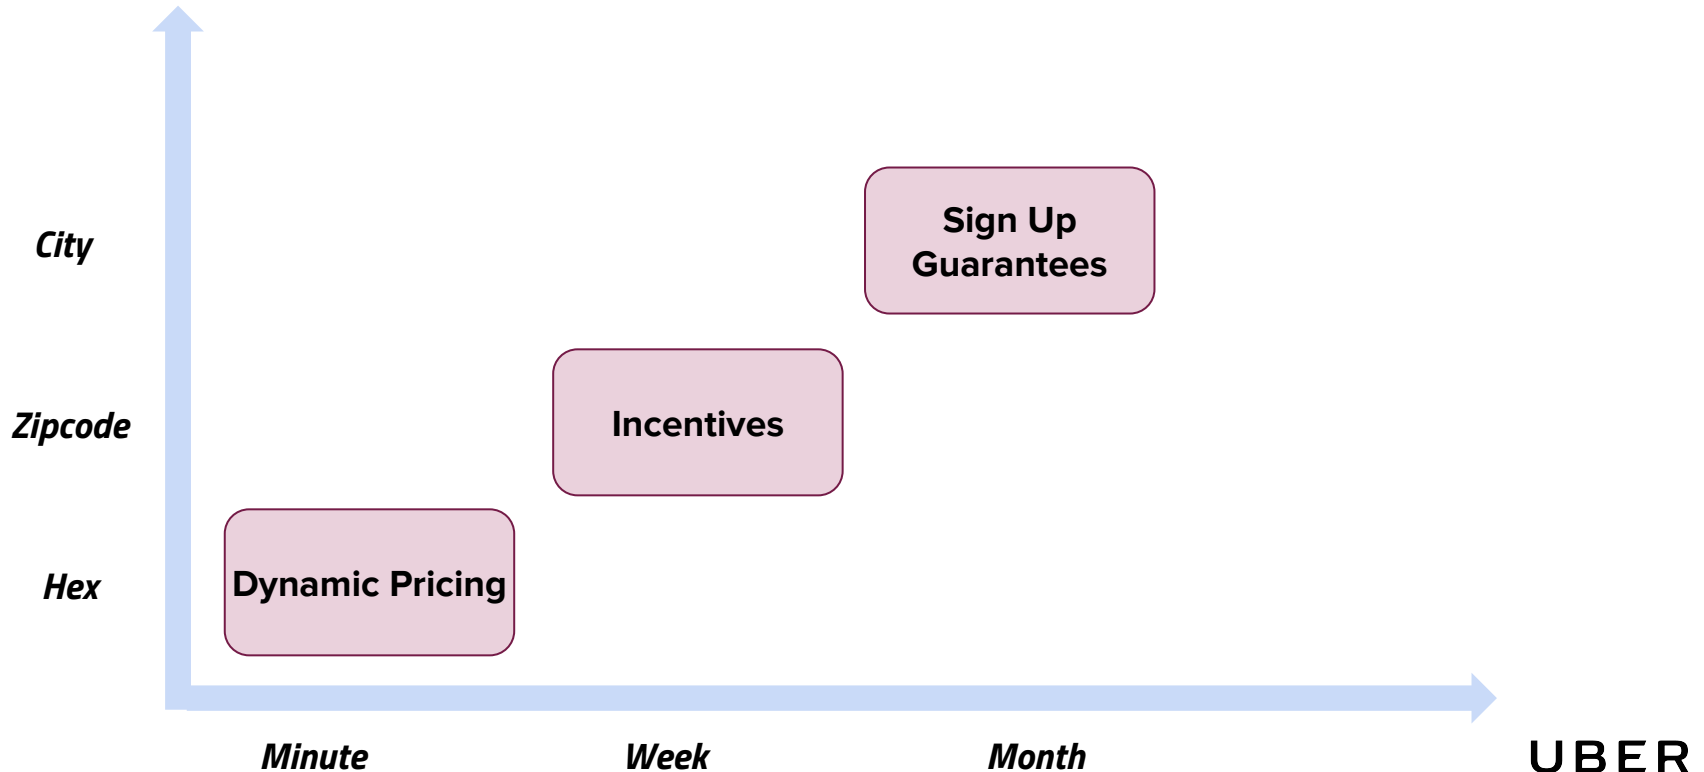 City
Sign Up
Guarantees
Zipcode
Incentives
Hex
Dynamic Pricing
Minute
Week
Month
UBER